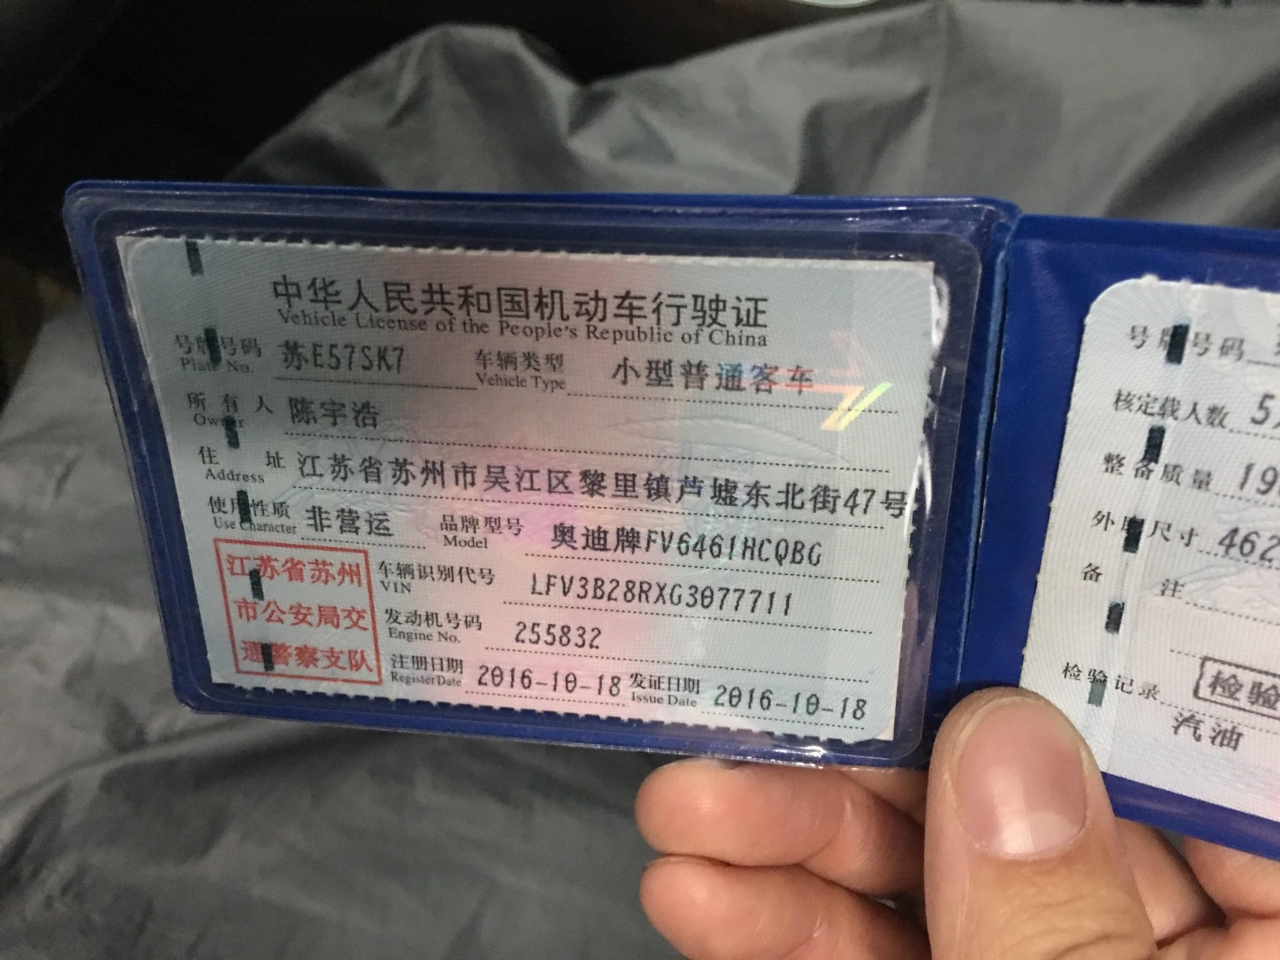 中华人民共和国机动车行驶证
Vehicle License of the People's Republic of China
号牌号码 苏E57SK7 车辆类型 小型普通客车
Plate No. Vehicle Type
所有人 陈宇浩
Owner
住址 江苏省苏州市吴江区黎里镇芦墟东北街47号
Address
使用性质 非营运 品牌型号 奥迪牌FV6461HCQBG
Use Character Model
江苏省苏州
市公安局交
通警察支队
车辆识别代号 LFV3B28RXG3077711
VIN
发动机号码 255832
Engine No.
注册日期 2016-10-18 发证日期 2016-10-18
Register Date Issue Date
号牌号码
核定载人数 5
整备质量 19
外廓尺寸 462
备注
检验记录 检验
汽油